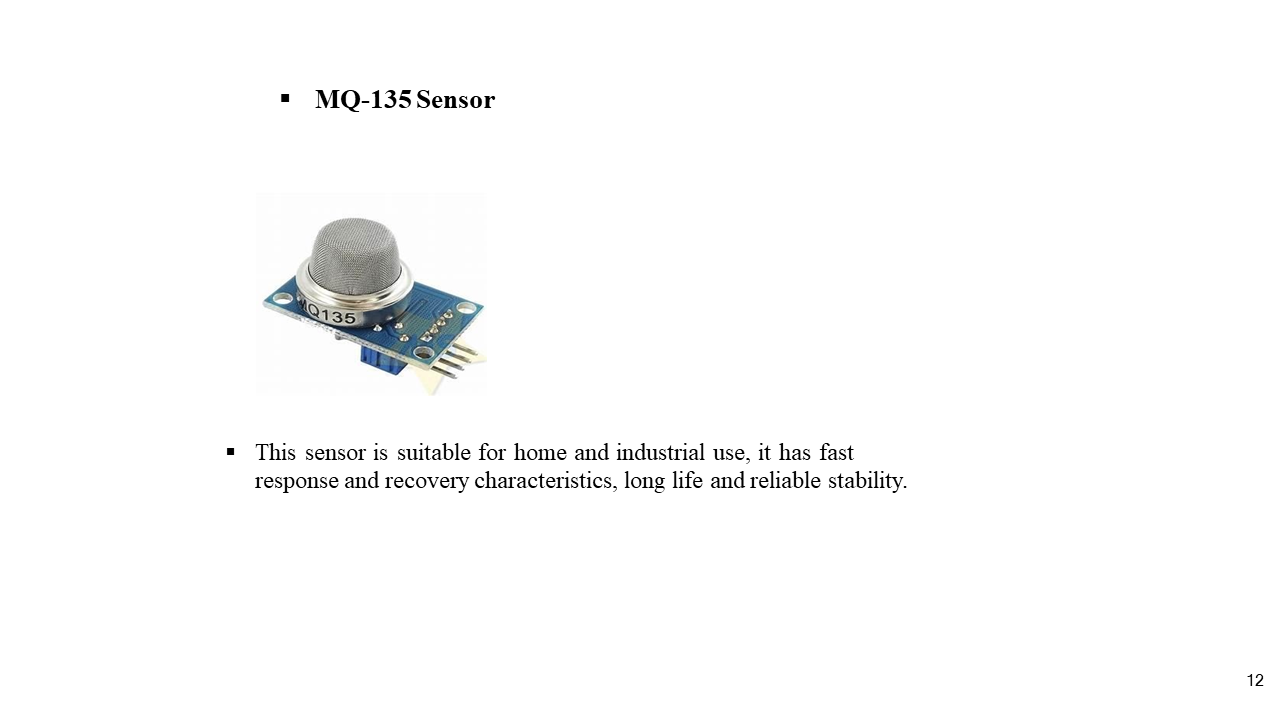 ▪ MQ-135 Sensor
MQ135
▪ This sensor is suitable for home and industrial use, it has fast
response and recovery characteristics, long life and reliable stability.
12